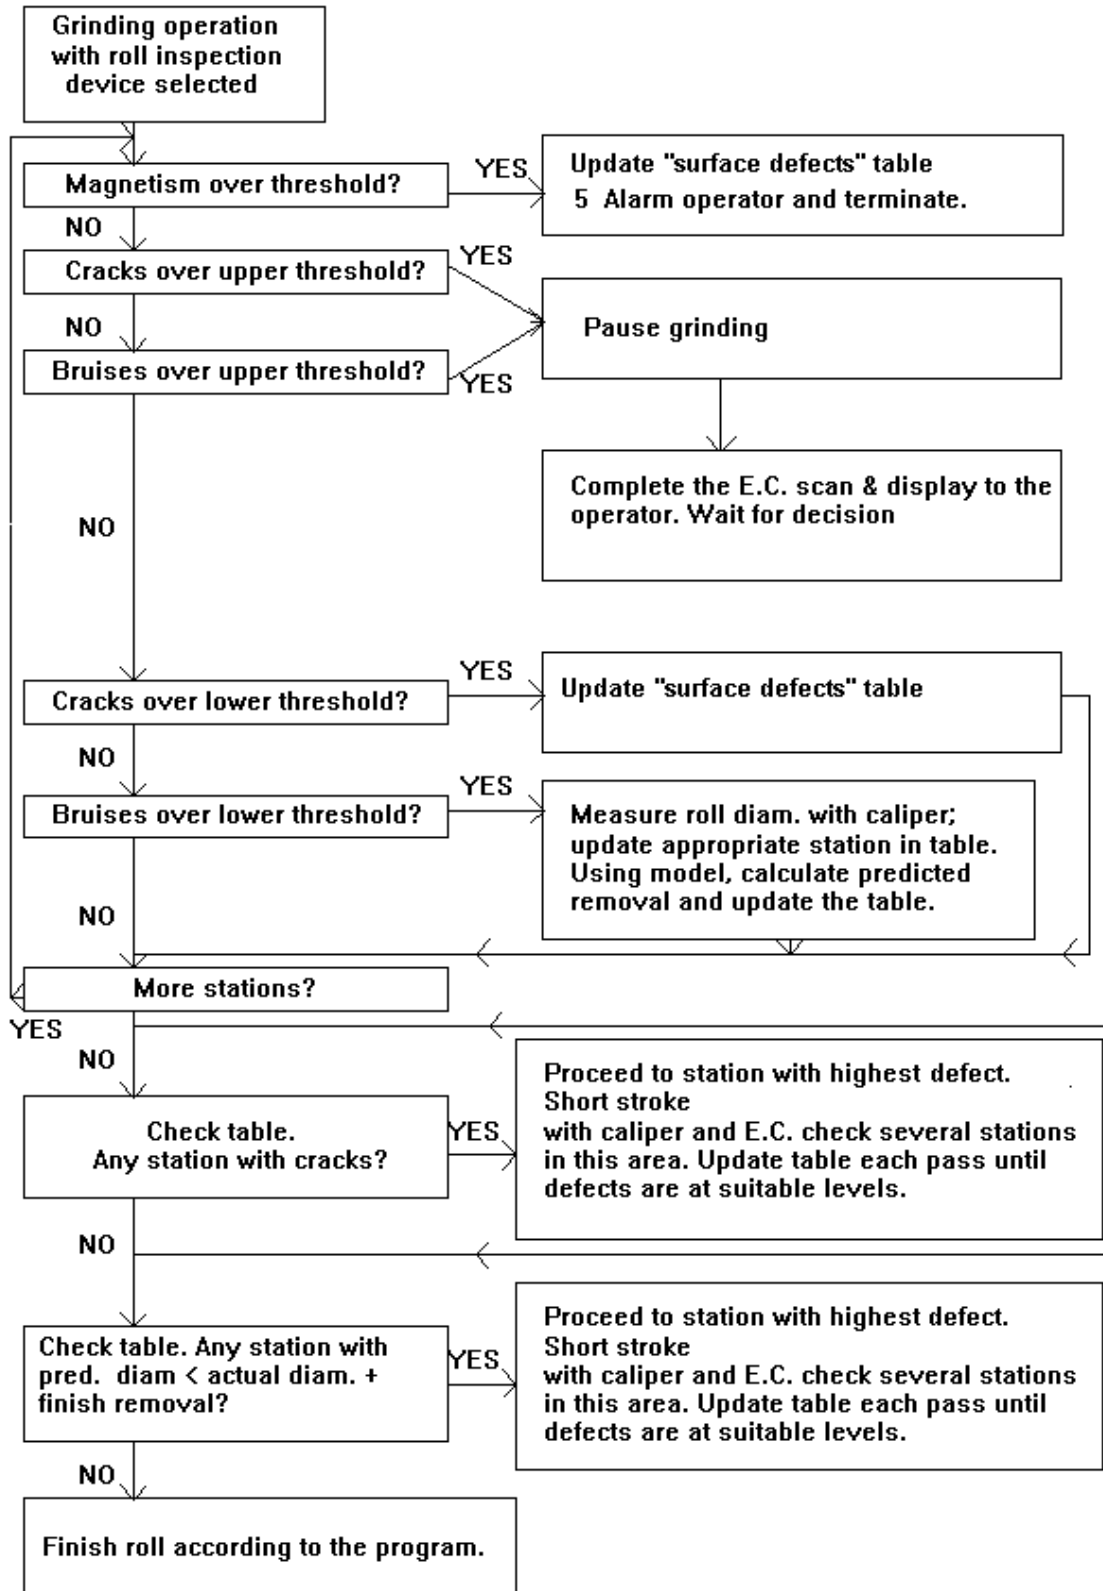 Grinding operation
with roll inspection
device selected
Magnetism over threshold?
YES
Update "surface defects" table
5 Alarm operator and terminate.
NO
Cracks over upper threshold?
YES
Pause grinding
NO
Bruises over upper threshold?
YES
Complete the E.C. scan & display to the
operator. Wait for decision
NO
Cracks over lower threshold?
YES
Update "surface defects" table
NO
Bruises over lower threshold?
YES
Measure roll diam. with caliper;
update appropriate station in table.
Using model, calculate predicted
removal and update the table.
NO
More stations?
YES
NO
Check table.
Any station with cracks?
YES
Proceed to station with highest defect.
Short stroke
with caliper and E.C. check several stations
in this area. Update table each pass until
defects are at suitable levels.
NO
Check table. Any station with
pred. diam < actual diam. +
finish removal?
YES
Proceed to station with highest defect.
Short stroke
with caliper and E.C. check several stations
in this area. Update table each pass until
defects are at suitable levels.
NO
Finish roll according to the program.